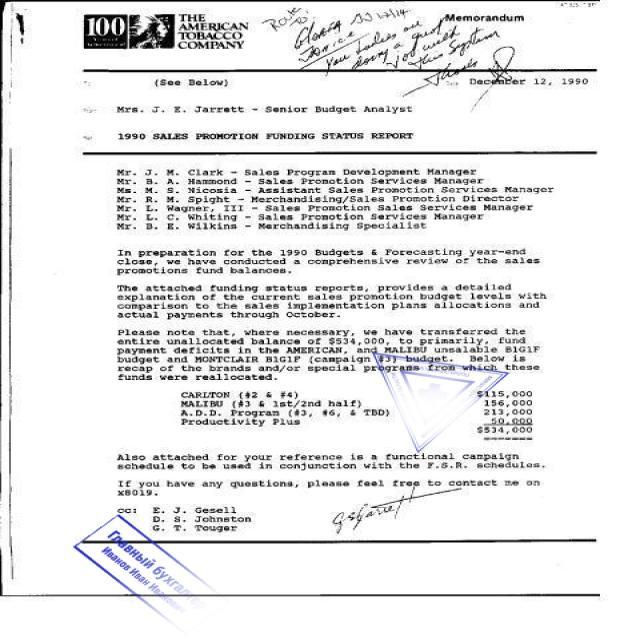 100
THE
AMERICAN
TOBACCO
COMPANY
Memorandum
You Ladies are
doing a good
job with
this system
(See Below)
December 12, 1990
Mrs. J. E. Jarrett - Senior Budget Analyst
1990 SALES PROMOTION FUNDING STATUS REPORT
Mr. J. M. Clark - Sales Program Development Manager
Mr. B. A. Hammond - Sales Promotion Services Manager
Ms. M. S. Nicosia - Assistant Sales Promotion Services Manager
Mr. R. M. Spight - Merchandising/Sales Promotion Director
Mr. L. Wagner, III - Sales Promotion Sales Services Manager
Mr. L. C. Whiting - Sales Promotion Services Manager
Mr. B. E. Wilkins - Merchandising Specialist
In preparation for the 1990 Budgets & Forecasting year-end
close, we have conducted a comprehensive review of the sales
promotions fund balances.
The attached funding status reports, provides a detailed
explanation of the current sales promotion budget levels with
comparison to the sales implementation plans allocations and
actual payments through October.
Please note that, where necessary, we have transferred the
entire unallocated balance of $534,000, to primarily, fund
payment deficits in the AMERICAN, and MALIBU unsalable B1G1F
budget and MONTCLAIR B1G1F (campaign #3) budget. Below is
recap of the brands and/or special programs from which these
funds were reallocated.
CARLTON (#2 & #4) $115,000
MALIBU (#3 & 1st/2nd half) 156,000
A.D.D. Program (#3, #6, & TBD) 213,000
Productivity Plus 50,000
$534,000
Also attached for your reference is a functional campaign
schedule to be used in conjunction with the F.S.R. schedules.
If you have any questions, please feel free to contact me on
x8019.
cc: E. J. Gesell
D. S. Johnston
G. T. Touger
Главный бухгалтер
Иванов Иван Иванович